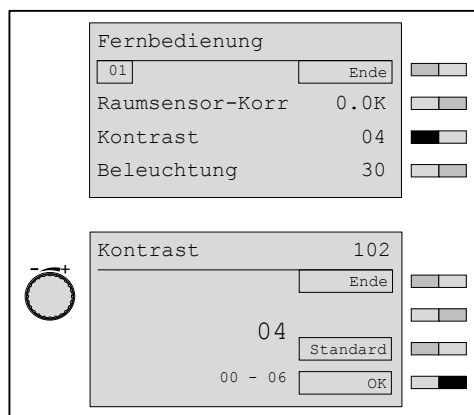 Fernbedienung
01 Ende
Raumsensor-Korr 0.0K
Kontrast 04
Beleuchtung 30
Kontrast 102
- +
Ende
04
Standard
00 - 06 OK